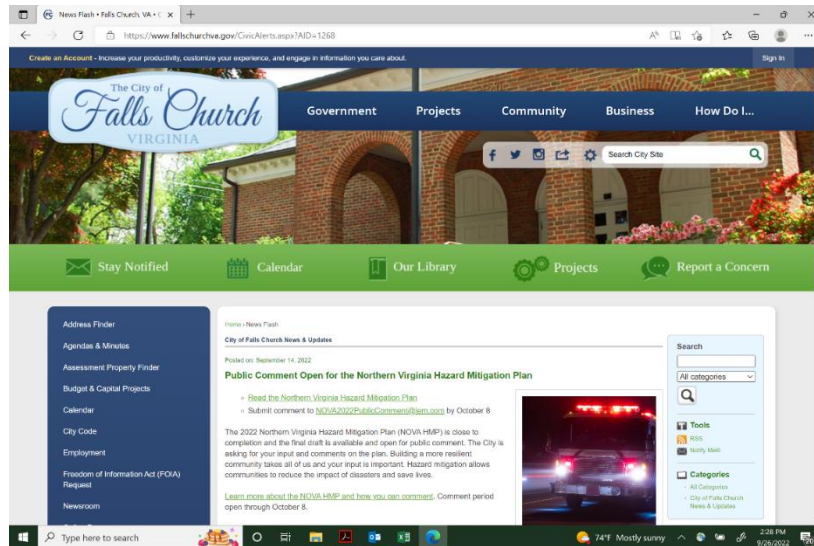 News Flash • Falls Church, VA • C
https://www.fallschurchva.gov/CivicAlerts.aspx?AID=1268
Create an Account - Increase your productivity, customize your experience, and engage in information you care about.
Sign In
The City of
Falls Church
VIRGINIA
Government
Projects
Community
Business
How Do I...
Search City Site
Stay Notified
Calendar
Our Library
Projects
Report a Concern
Address Finder
Agendas & Minutes
Assessment Property Finder
Budget & Capital Projects
Calendar
City Code
Employment
Freedom of Information Act (FOIA)
Request
Newsroom
Home › News Flash
City of Falls Church News & Updates
Posted on: September 14, 2022
Public Comment Open for the Northern Virginia Hazard Mitigation Plan
Read the Northern Virginia Hazard Mitigation Plan
Submit comment to NOVA2022PublicComment@iem.com by October 8
The 2022 Northern Virginia Hazard Mitigation Plan (NOVA HMP) is close to
completion and the final draft is available and open for public comment. The City is
asking for your input and comments on the plan. Building a more resilient
community takes all of us and your input is important. Hazard mitigation allows
communities to reduce the impact of disasters and save lives.
Learn more about the NOVA HMP and how you can comment. Comment period
open through October 8.
Search
All categories
Tools
RSS
Notify Me®
Categories
All Categories
City of Falls Church
News & Updates
Type here to search
74°F Mostly sunny
2:28 PM
9/26/2022